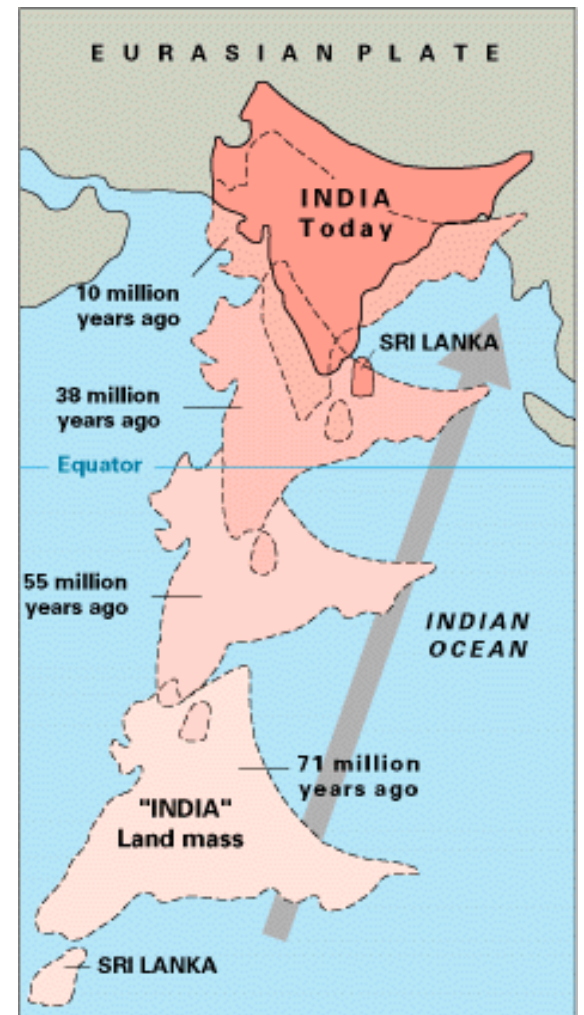 EURASIAN PLATE
INDIA
Today
10 million
years ago
SRI LANKA
38 million
years ago
Equator
55 million
years ago
INDIAN
OCEAN
71 million
years ago
"INDIA"
Land mass
SRI LANKA